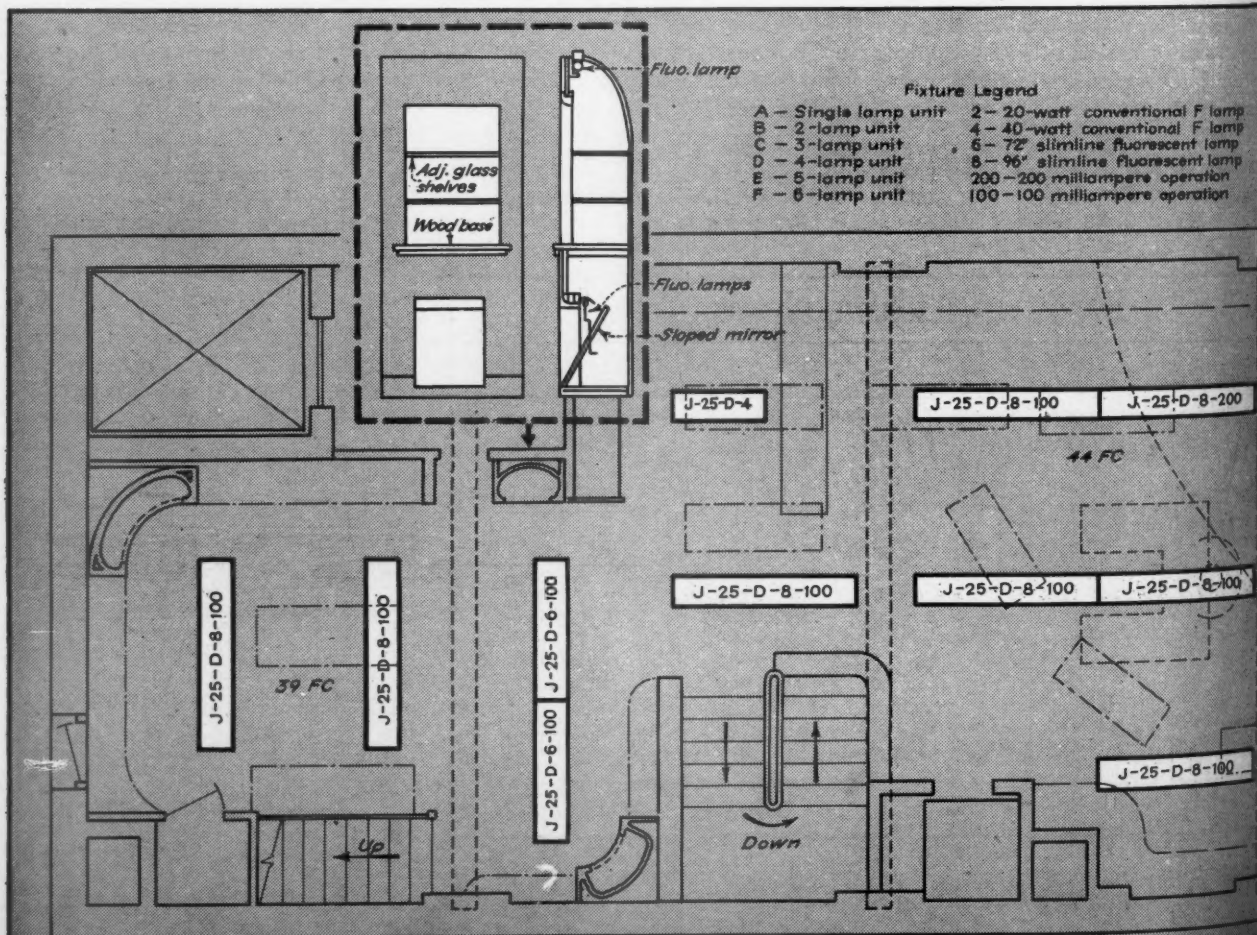 Fluo. lamp
Adj. glass
shelves
Wood base
Fluo. lamps
Sloped mirror
Fixture Legend
A - Single lamp unit 2 - 20-watt conventional F lamp
B - 2-lamp unit 4 - 40-watt conventional F lamp
C - 3-lamp unit 6 - 72" slimline fluorescent lamp
D - 4-lamp unit 8 - 96" slimline fluorescent lamp
E - 5-lamp unit 200 - 200 milliampere operation
F - 6-lamp unit 100 - 100 milliampere operation
J-25-D-4
J-25-D-8-100
J-25-D-8-200
44 FC
J-25-D-8-100
J-25-D-8-100
39 FC
J-25-D-6-100
J-25-D-6-100
J-25-D-8-100
J-25-D-8-100
J-25-D-8-100
J-25-D-8-100
Up
Down